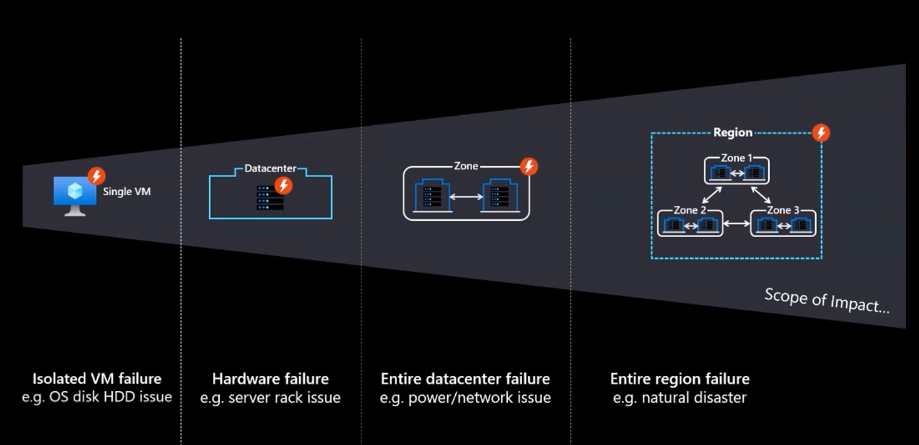 Single VM
Datacenter
Zone
Region
Zone 1
Zone 2
Zone 3
Scope of Impact...
Isolated VM failure
e.g. OS disk HDD issue
Hardware failure
e.g. server rack issue
Entire datacenter failure
e.g. power/network issue
Entire region failure
e.g. natural disaster